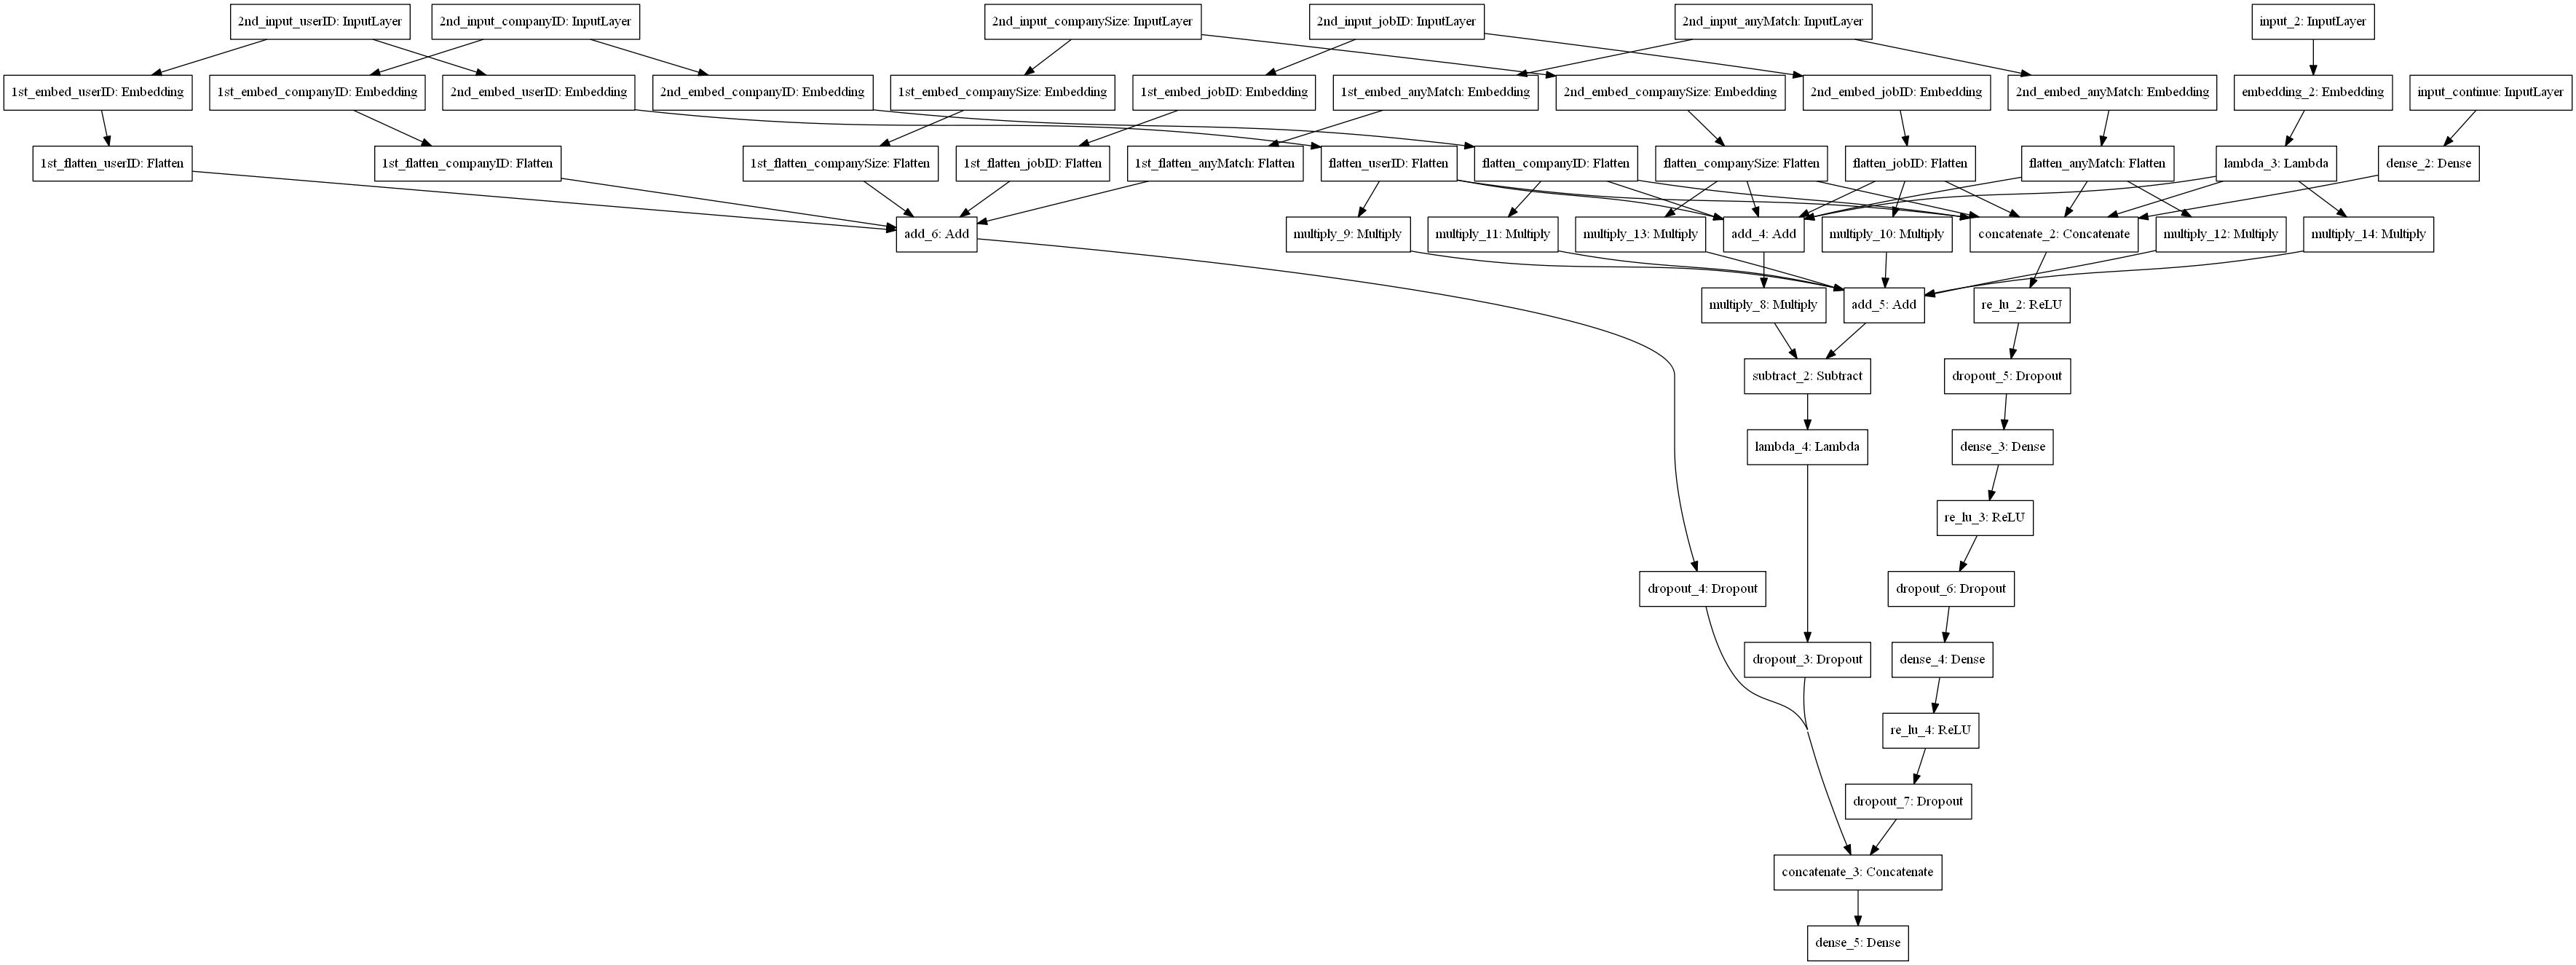 2nd_input_userID: InputLayer
2nd_input_companyID: InputLayer
2nd_input_companySize: InputLayer
2nd_input_jobID: InputLayer
2nd_input_anyMatch: InputLayer
input_2: InputLayer
1st_embed_userID: Embedding
1st_embed_companyID: Embedding
2nd_embed_userID: Embedding
2nd_embed_companyID: Embedding
1st_embed_companySize: Embedding
1st_embed_jobID: Embedding
1st_embed_anyMatch: Embedding
2nd_embed_companySize: Embedding
2nd_embed_jobID: Embedding
2nd_embed_anyMatch: Embedding
embedding_2: Embedding
input_continue: InputLayer
1st_flatten_userID: Flatten
1st_flatten_companyID: Flatten
1st_flatten_companySize: Flatten
1st_flatten_jobID: Flatten
1st_flatten_anyMatch: Flatten
flatten_userID: Flatten
flatten_companyID: Flatten
flatten_companySize: Flatten
flatten_jobID: Flatten
flatten_anyMatch: Flatten
lambda_3: Lambda
dense_2: Dense
add_6: Add
multiply_9: Multiply
multiply_11: Multiply
multiply_13: Multiply
add_4: Add
multiply_10: Multiply
concatenate_2: Concatenate
multiply_12: Multiply
multiply_14: Multiply
multiply_8: Multiply
add_5: Add
re_lu_2: ReLU
subtract_2: Subtract
dropout_5: Dropout
lambda_4: Lambda
dense_3: Dense
re_lu_3: ReLU
dropout_4: Dropout
dropout_6: Dropout
dropout_3: Dropout
dense_4: Dense
re_lu_4: ReLU
dropout_7: Dropout
concatenate_3: Concatenate
dense_5: Dense